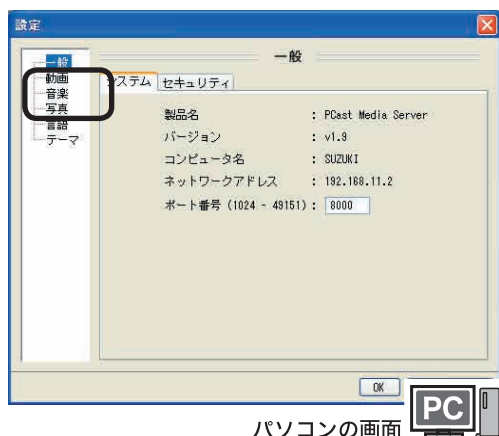 設定
一般
動画
音楽
写真
言語
テーマ
一般
システム セキュリティ
製品名 : PCast Media Server
バージョン : v1.9
コンピュータ名 : SUZUKI
ネットワークアドレス : 192.168.11.2
ポート番号 (1024 - 49151) : 8000
OK
パソコンの画面
PC